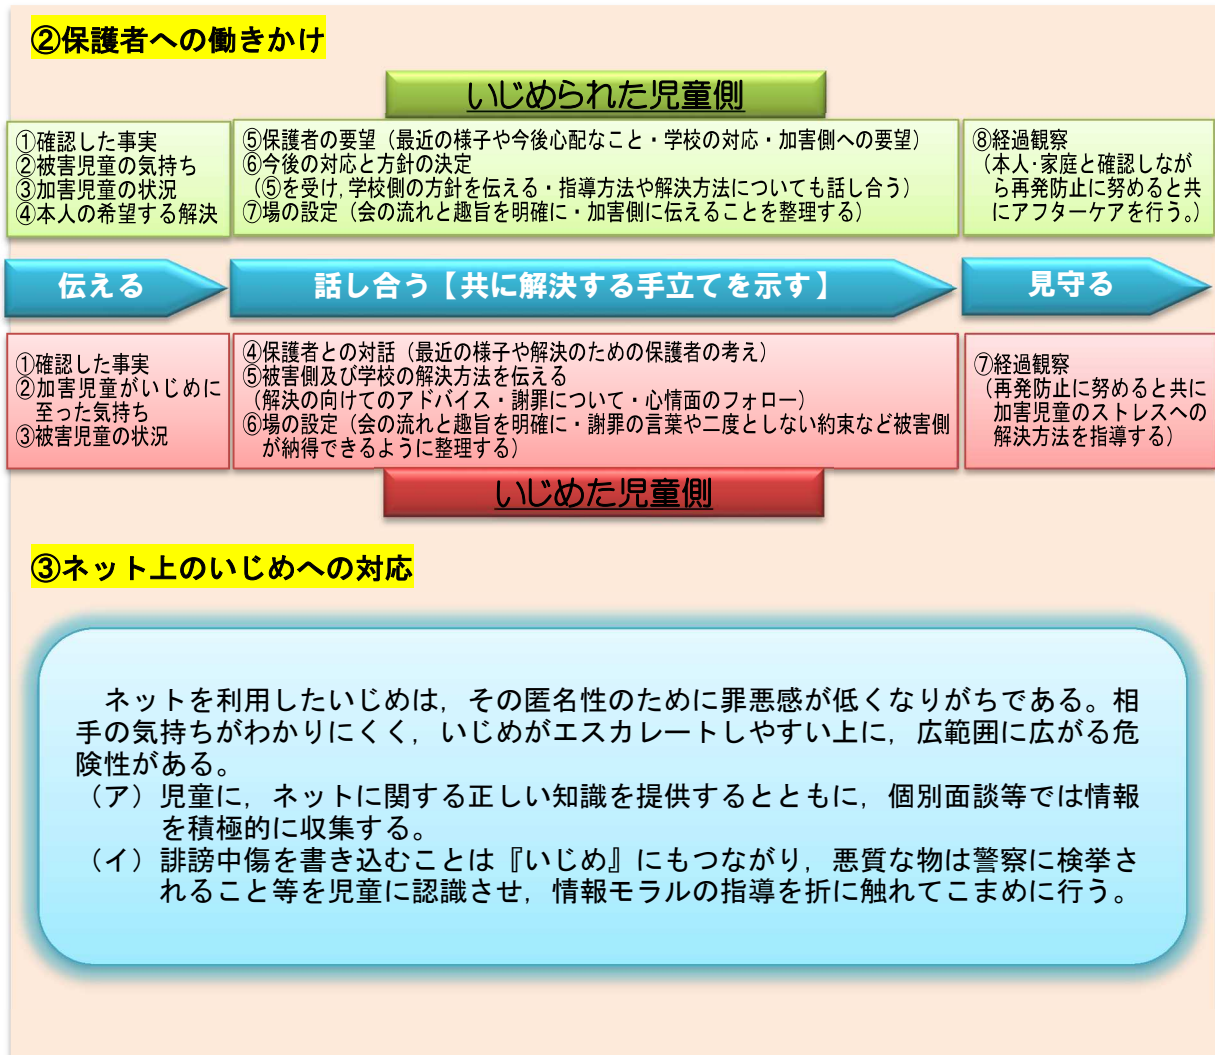 ②保護者への働きかけ
いじめられた児童側
①確認した事実
②被害児童の気持ち
③加害児童の状況
④本人の希望する解決
⑤保護者の要望（最近の様子や今後心配なこと・学校の対応・加害側への要望）
⑥今後の対応と方針の決定
（⑤を受け,学校側の方針を伝える・指導方法や解決方法についても話し合う）
⑦場の設定（会の流れと趣旨を明確に・加害側に伝えることを整理する）
⑧経過観察
（本人・家庭と確認しなが
ら再発防止に努めると共
にアフターケアを行う。）
伝える
話し合う【共に解決する手立てを示す】
見守る
①確認した事実
②加害児童がいじめに
至った気持ち
③被害児童の状況
④保護者との対話（最近の様子や解決のための保護者の考え）
⑤被害側及び学校の解決方法を伝える
（解決の向けてのアドバイス・謝罪について・心情面のフォロー）
⑥場の設定（会の流れと趣旨を明確に・謝罪の言葉や二度としない約束など被害側
が納得できるように整理する）
⑦経過観察
（再発防止に努めると共に
加害児童のストレスへの
解決方法を指導する）
いじめた児童側
③ネット上のいじめへの対応
ネットを利用したいじめは，その匿名性のために罪悪感が低くなりがちである。相
手の気持ちがわかりにくく，いじめがエスカレートしやすい上に，広範囲に広がる危
険性がある。
（ア）児童に，ネットに関する正しい知識を提供するとともに，個別面談等では情報
を積極的に収集する。
（イ）誹謗中傷を書き込むことは『いじめ』にもつながり，悪質な物は警察に検挙さ
れること等を児童に認識させ，情報モラルの指導を折に触れてこまめに行う。